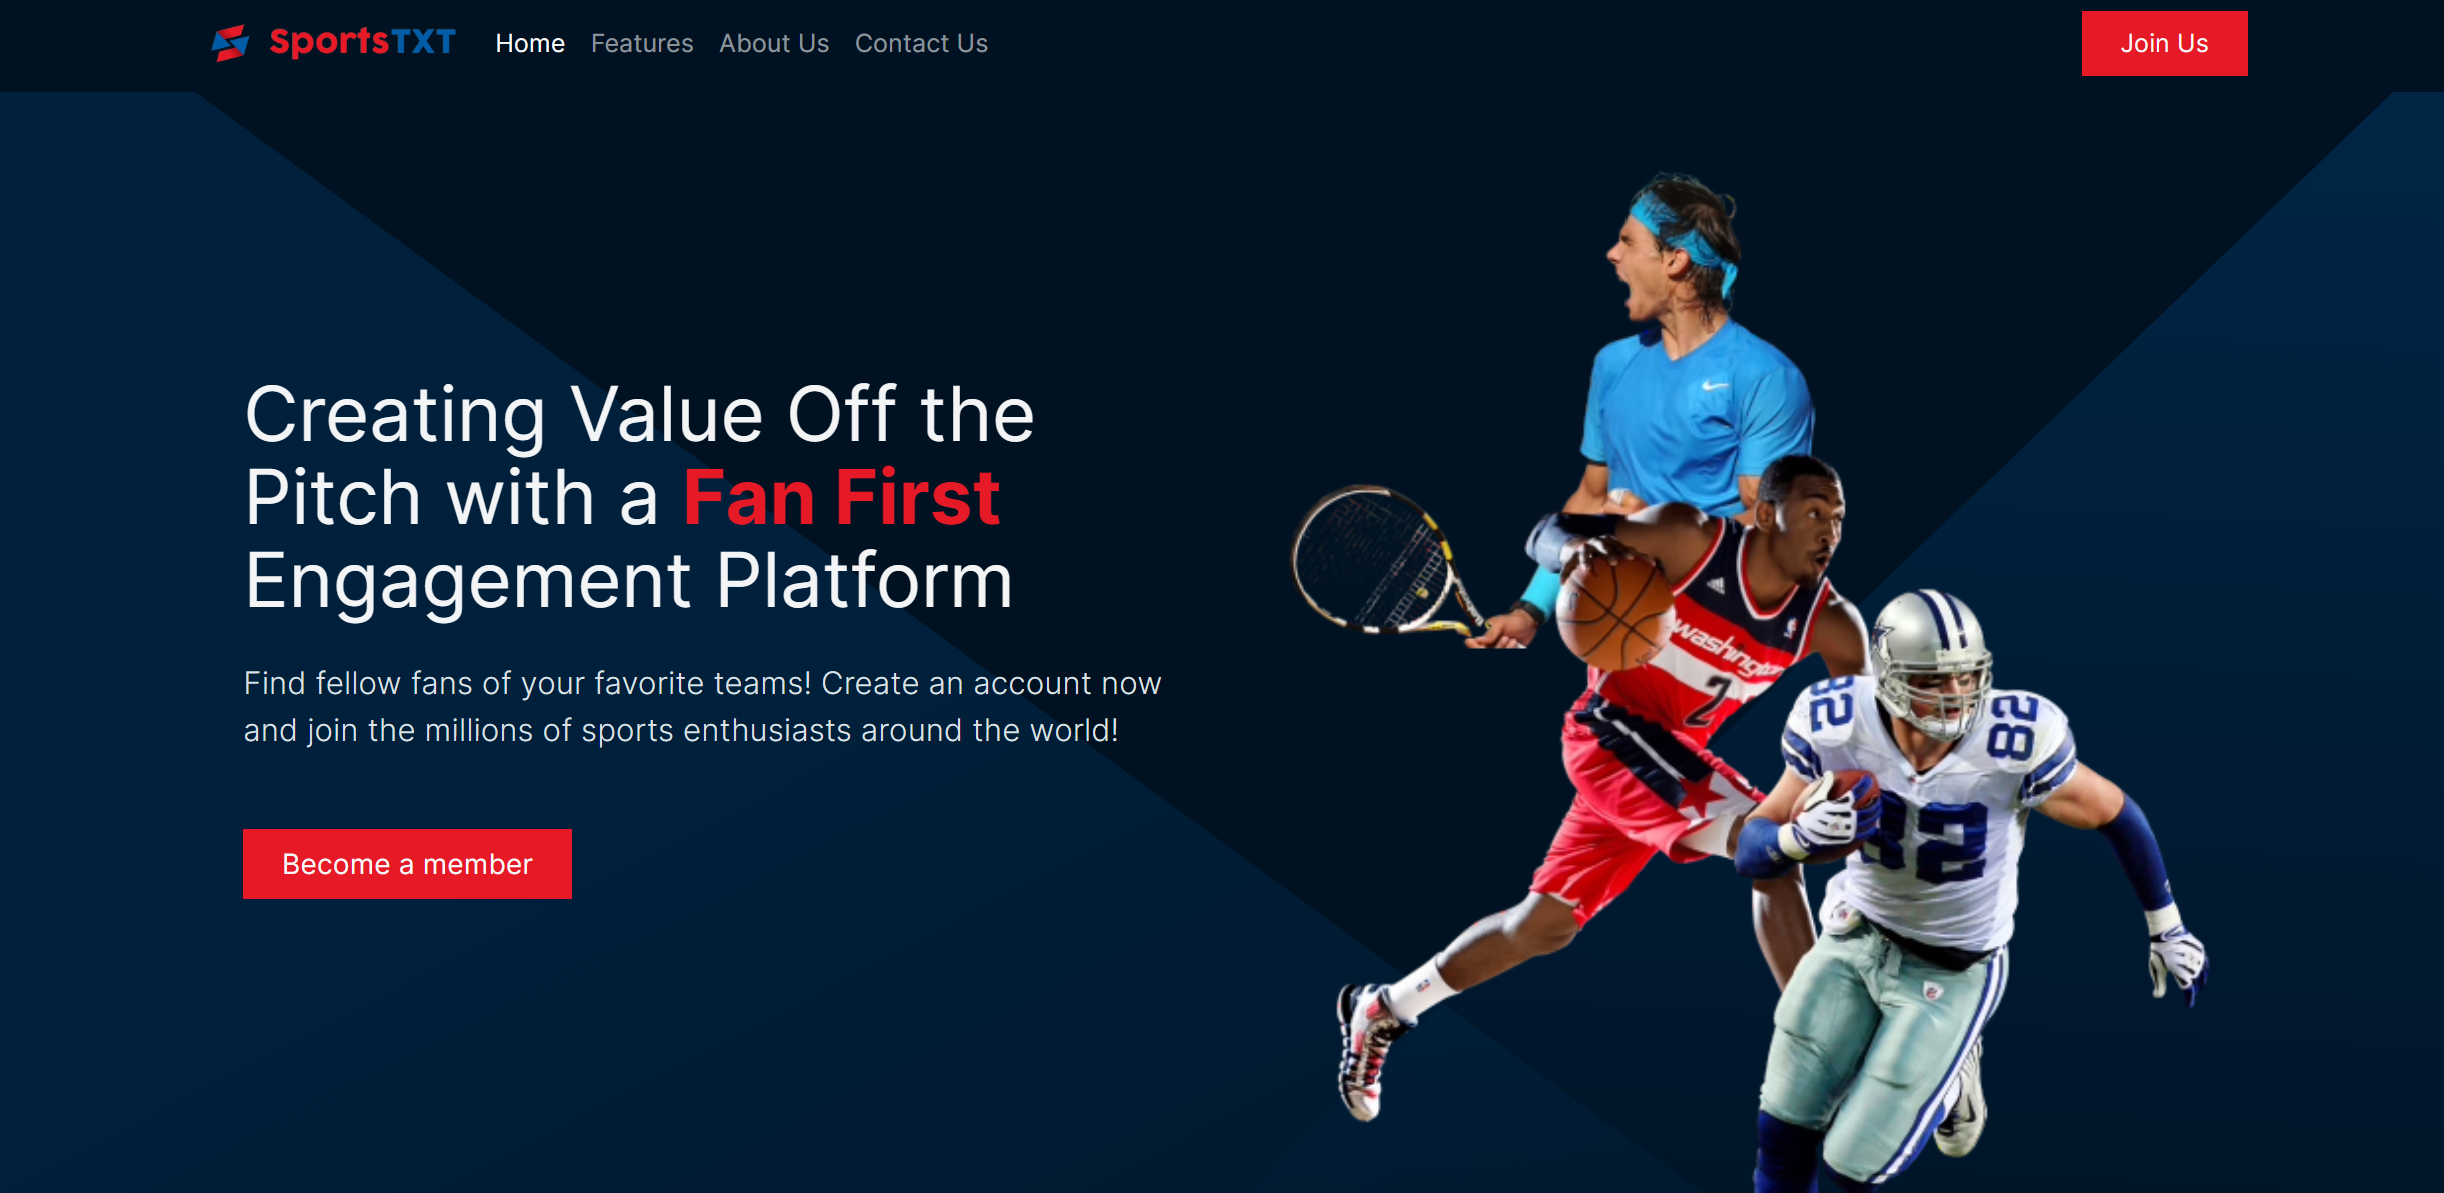 SportsTXT Home Features About Us Contact Us Join Us
Creating Value Off the
Pitch with a Fan First
Engagement Platform
Find fellow fans of your favorite teams! Create an account now
and join the millions of sports enthusiasts around the world!
Become a member
washington
2
82
82
82